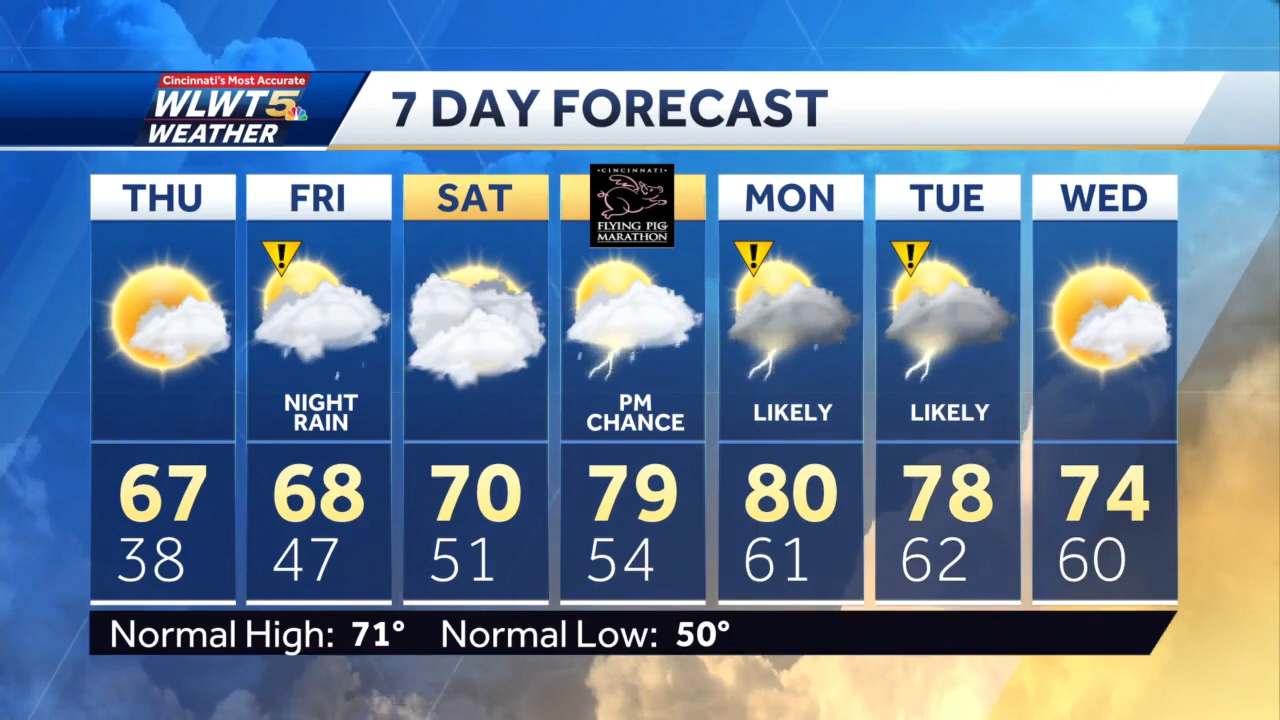 Cincinnati's Most Accurate
WLWT5
WEATHER
7 DAY FORECAST
THU
FRI
SAT
•CINCINNATI•
FLYING PIG
MARATHON
MON
TUE
WED
!
!
!
NIGHT
RAIN
PM
CHANCE
LIKELY
LIKELY
67
68
70
79
80
78
74
38
47
51
54
61
62
60
Normal High: 71° Normal Low: 50°